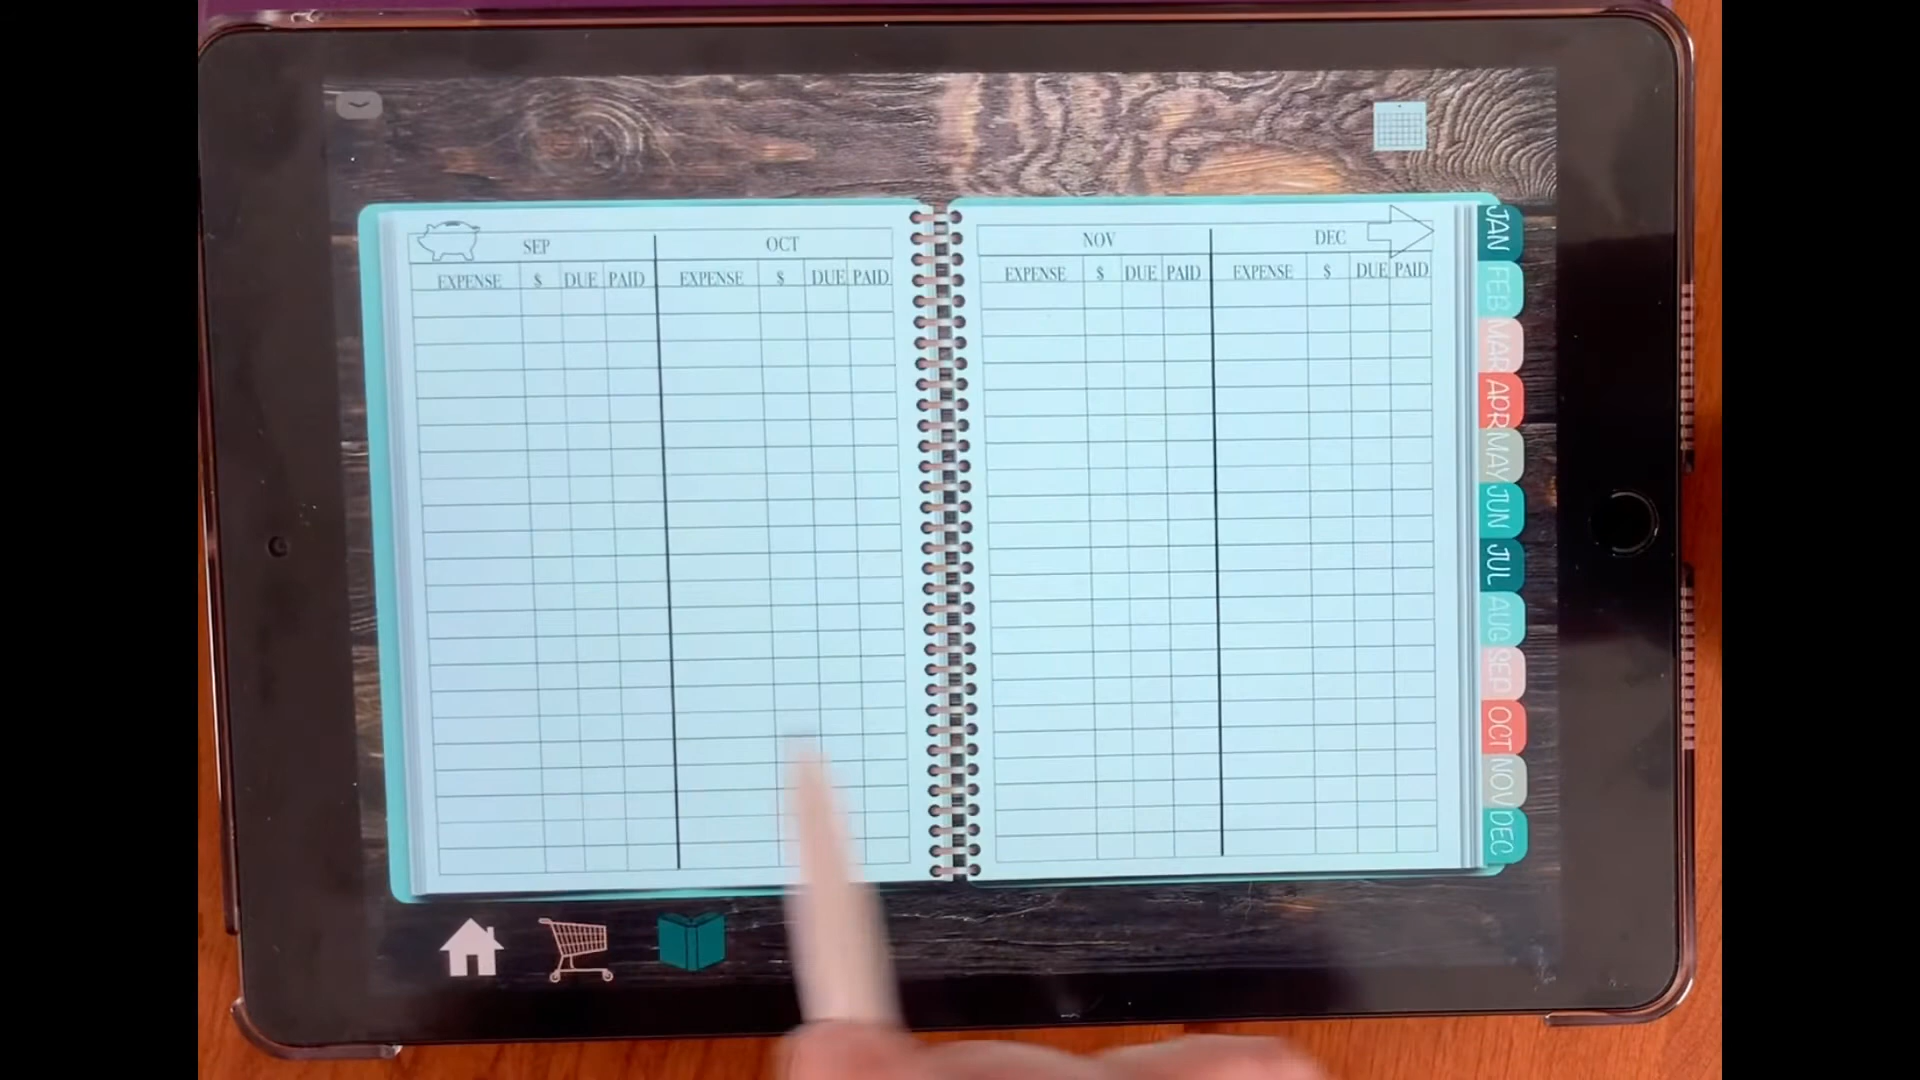 SEP OCT NOV DEC
EXPENSE $ DUE PAID EXPENSE $ DUE PAID EXPENSE $ DUE PAID EXPENSE $ DUE PAID
JAN
FEB
MAR
APR
MAY
JUN
JUL
AUG
SEP
OCT
NOV
DEC